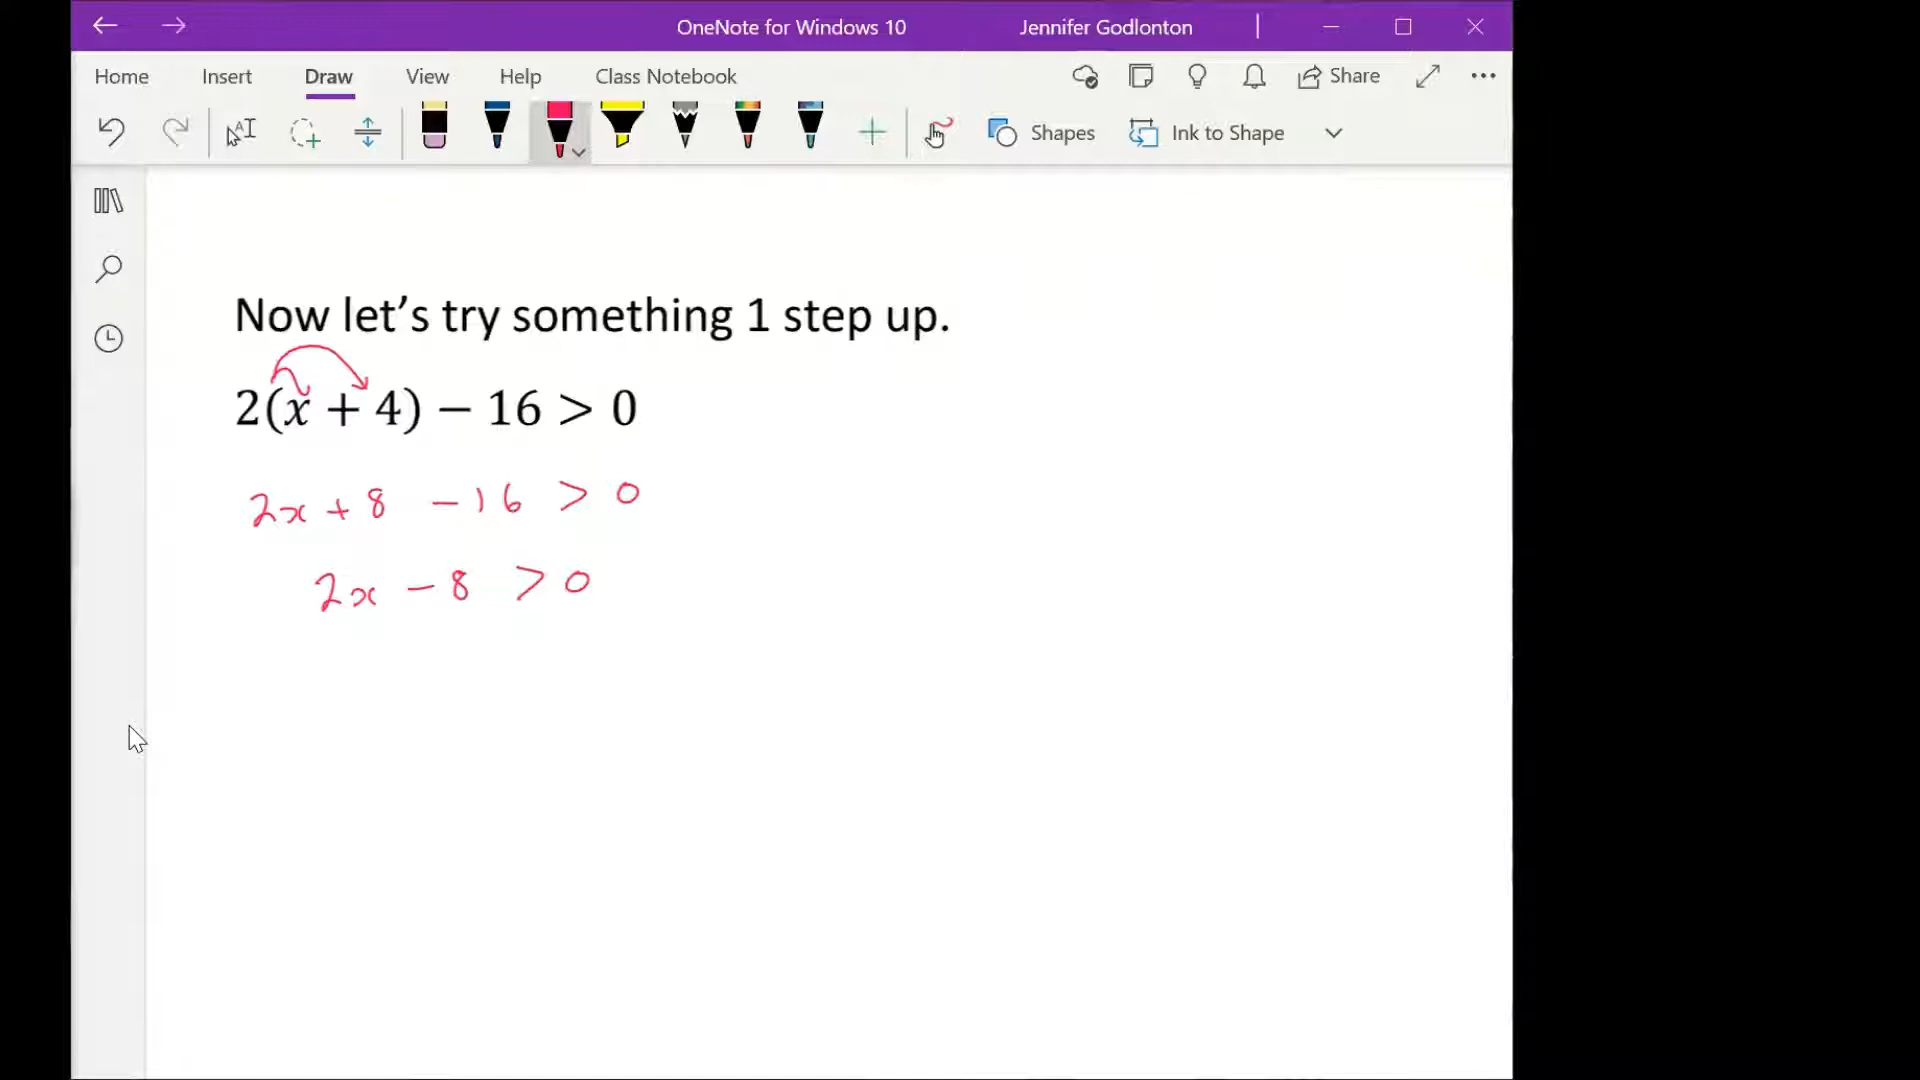 OneNote for Windows 10 Jennifer Godlonton
Home Insert Draw View Help Class Notebook Share
Shapes Ink to Shape
Now let's try something 1 step up.
2(x + 4) − 16 > 0
2x + 8 − 16 > 0
2x − 8 > 0